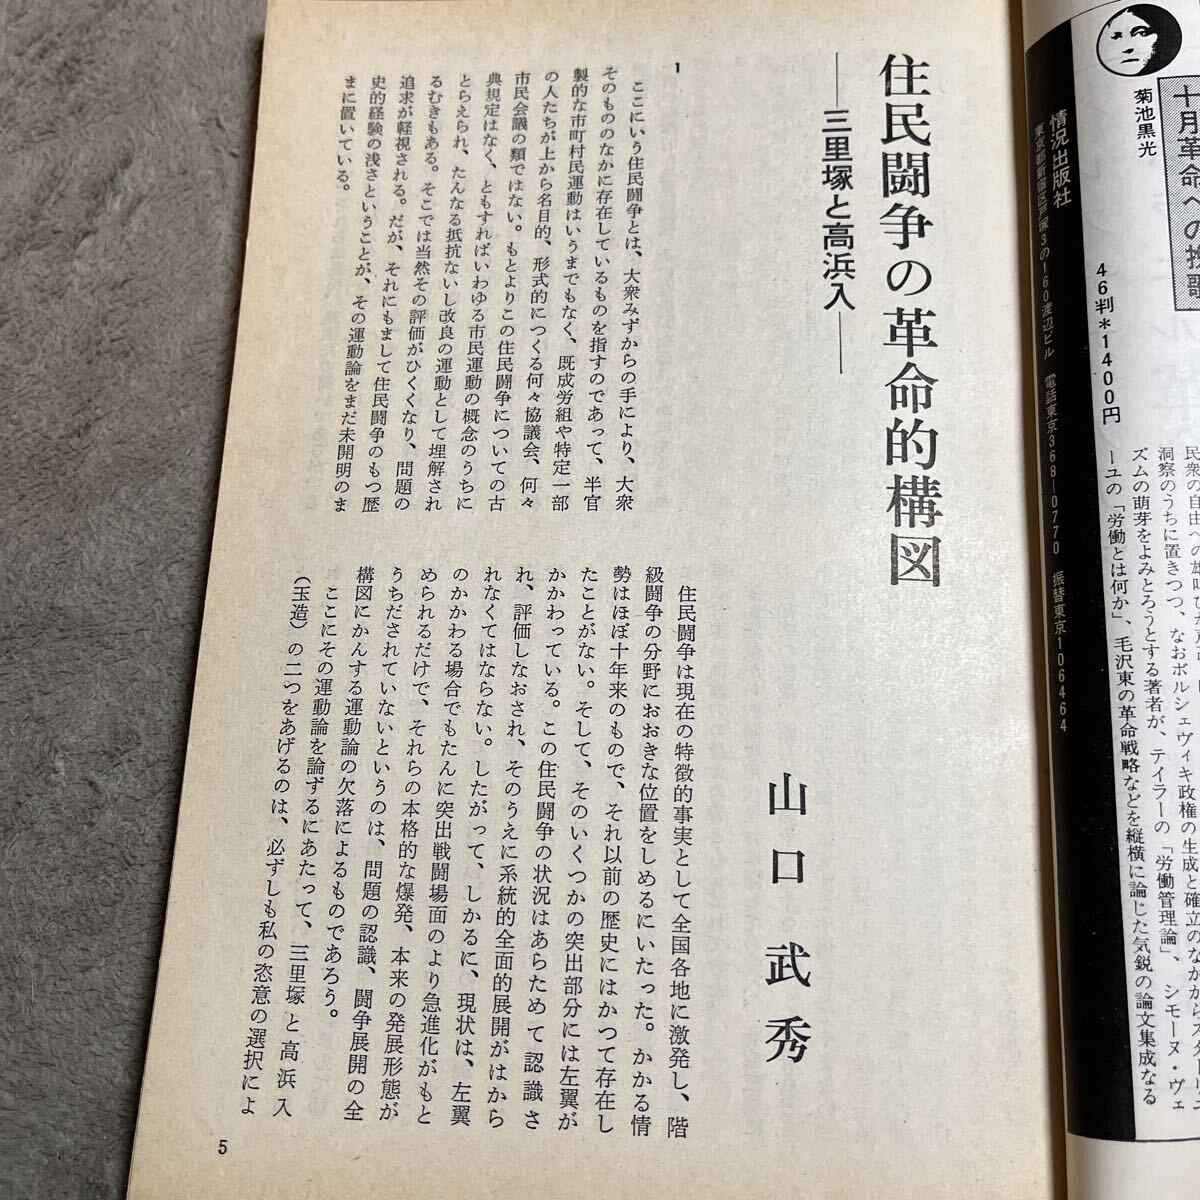 菊池黒光
十月革命への挽歌
46判*1400円
民衆の自由への
洞察のうちに置きつつ、なおボルシェヴィキ政権の生成と確立のなかから
ズムの萌芽をよみとろうとする著者が、テイラーの「労働管理論」、シモーヌ・ヴェ
ーユの「労働とは何か」、毛沢東の革命戦略などを縦横に論じた気鋭の論文集成なる
情況出版社
東京都新宿区戸塚3の160渡辺ビル 電話東京368―0770 振替東京106464
住民闘争の革命的構図
――三里塚と高浜入――
山口武秀
1
ここにいう住民闘争とは、大衆みずからの手により、大衆
そのもののなかに存在しているものを指すのであって、半官
製的な市町村民運動はいうまでもなく、既成労組や特定一部
の人たちが上から名目的、形式的につくる何々協議会、何々
市民会議の類ではない。もとよりこの住民闘争についての古
典規定はなく、ともすればいわゆる市民運動の概念のうちに
とらえられ、たんなる抵抗ないし改良の運動として埋解され
るむきもある。そこでは当然その評価がひくくなり、問題の
追求が軽視される。だが、それにもまして住民闘争のもつ歴
史的経験の浅さということが、その運動論をまだ未開明のま
まに置いている。
住民闘争は現在の特徴的事実として全国各地に激発し、階
級闘争の分野におおきな位置をしめるにいたった。かかる情
勢はほぼ十年来のもので、それ以前の歴史にはかつて存在し
たことがない。そして、そのいくつかの突出部分には左翼が
かかわっている。この住民闘争の状況はあらためて認識さ
れ、評価しなおされ、そのうえに系統的全面的展開がはから
れなくてはならない。したがって、しかるに、現状は、左翼
のかかわる場合でもたんに突出戦闘場面のより急進化がもと
められるだけで、それらの本格的な爆発、本来の発展形態が
うちだされていないというのは、問題の認識、闘争展開の全
構図にかんする運動論の欠落によるものであろう。
ここにその運動論を論ずるにあたって、三里塚と高浜入
（玉造）の二つをあげるのは、必ずしも私の恣意の選択によ
5